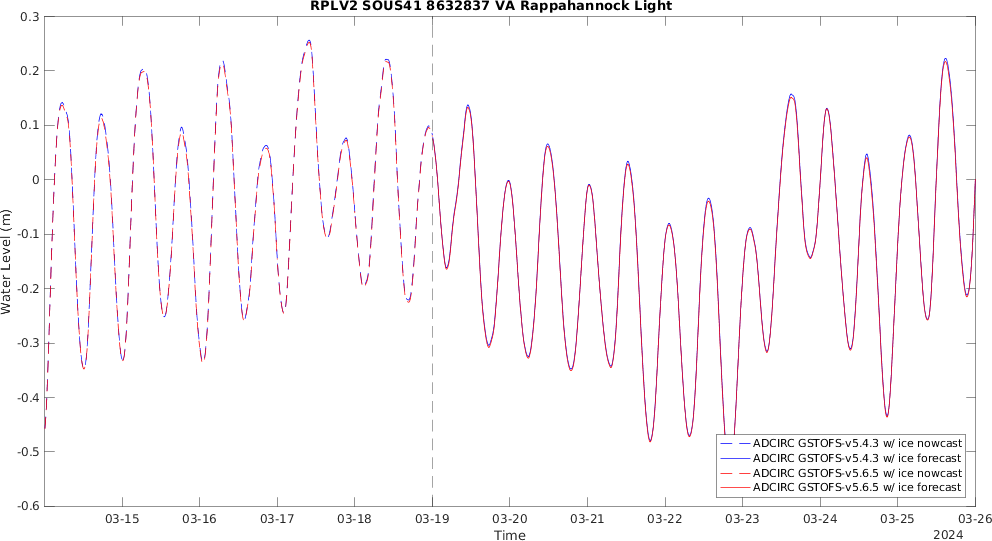 RPLV2 SOUS41 8632837 VA Rappahannock Light
0.3
0.2
0.1
0
-0.1
-0.2
-0.3
-0.4
-0.5
-0.6
Water Level (m)
ADCIRC GSTOFS-v5.4.3 w/ ice nowcast
ADCIRC GSTOFS-v5.4.3 w/ ice forecast
ADCIRC GSTOFS-v5.6.5 w/ ice nowcast
ADCIRC GSTOFS-v5.6.5 w/ ice forecast
03-15 03-16 03-17 03-18 03-19 03-20 03-21 03-22 03-23 03-24 03-25 03-26
Time
2024